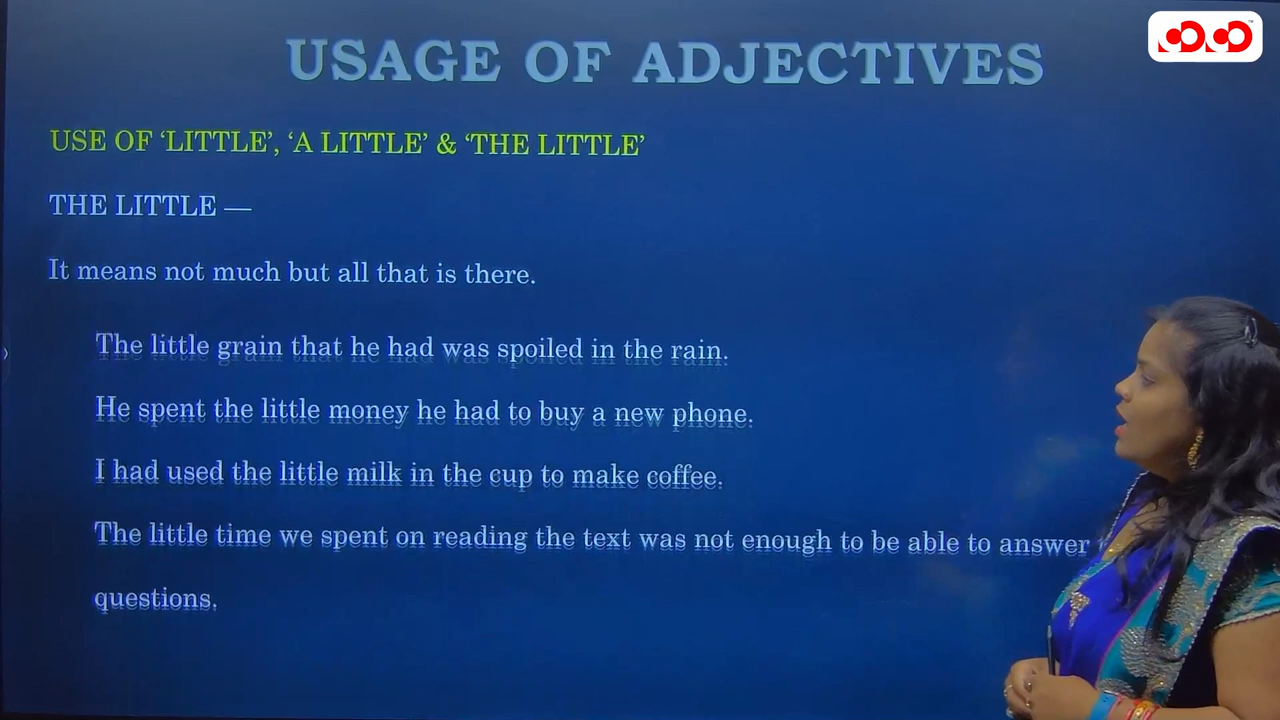 USAGE OF ADJECTIVES
USE OF ‘LITTLE’, ‘A LITTLE’ & ‘THE LITTLE’
THE LITTLE —
It means not much but all that is there.
The little grain that he had was spoiled in the rain.
He spent the little money he had to buy a new phone.
I had used the little milk in the cup to make coffee.
The little time we spent on reading the text was not enough to be able to answer
questions.